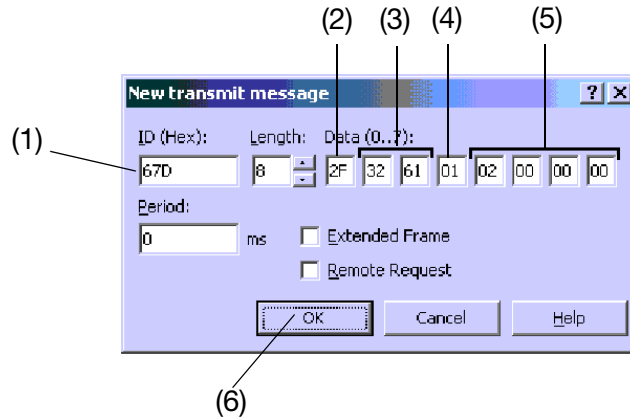 (2) (3) (4) (5)
New transmit message ? ×
(1)
ID (Hex): Length: Data (0..7):
67D 8 2F 32 61 01 02 00 00 00
Period:
0 ms Extended Frame
Remote Request
OK Cancel Help
(6)